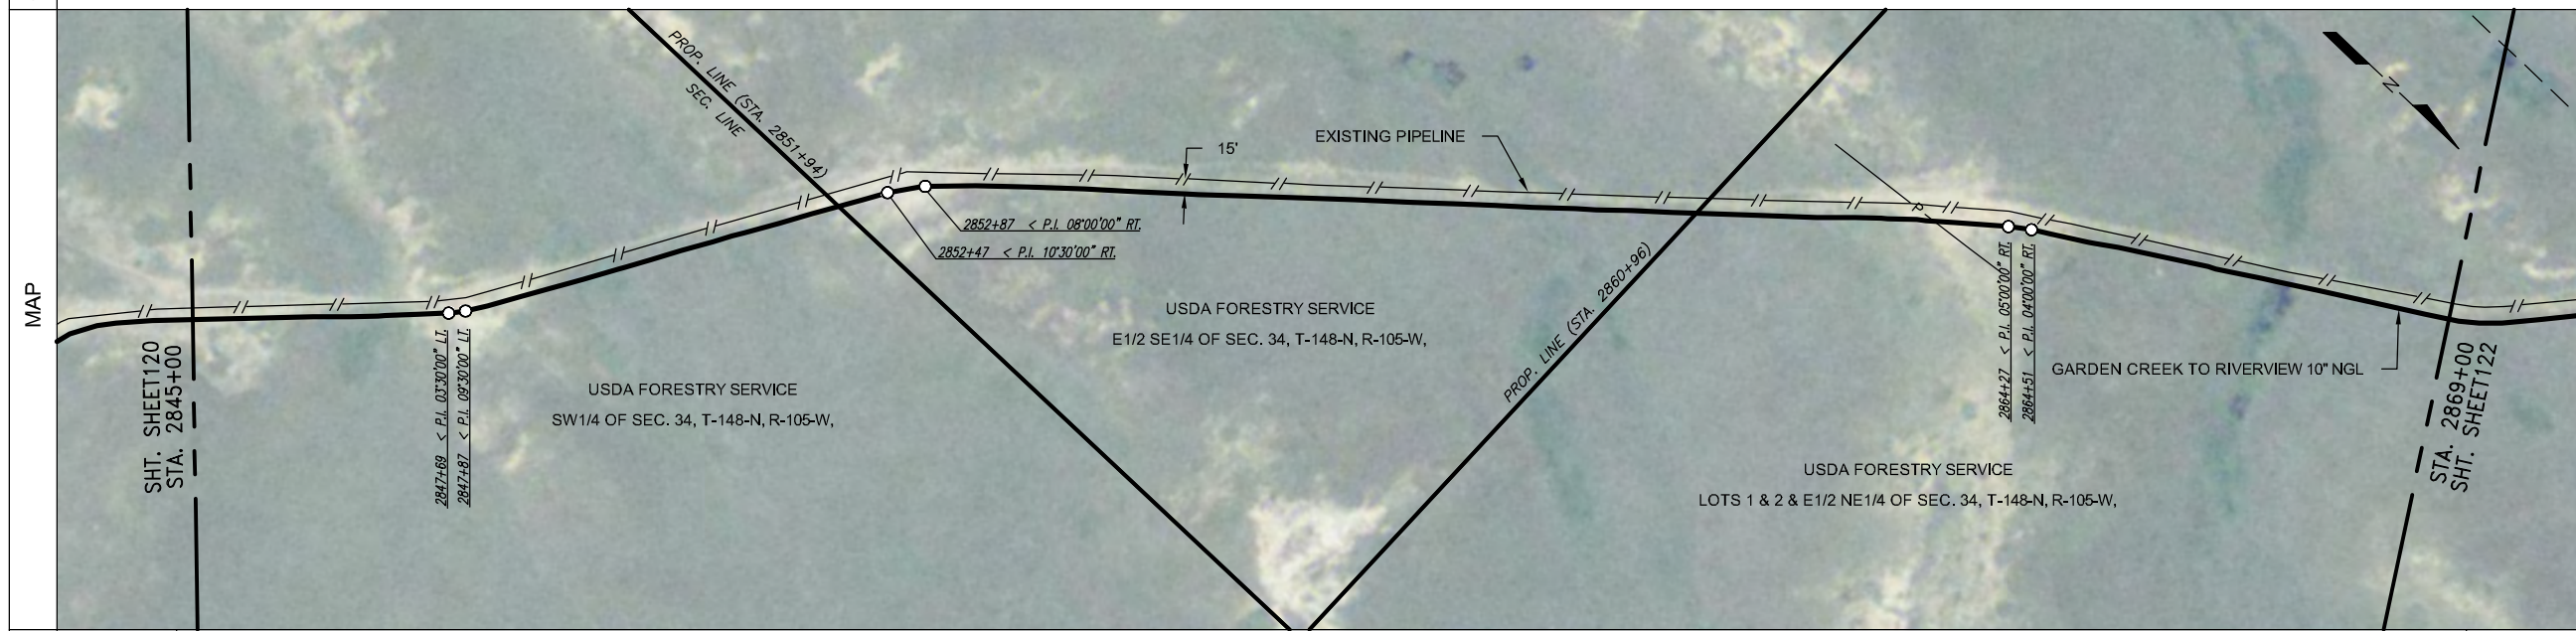 MAP
SHT. SHEET120
STA. 2845+00
2847+69 < P.I. 03°30'00" LT.
2847+87 < P.I. 09°30'00" LT.
USDA FORESTRY SERVICE
SW1/4 OF SEC. 34, T-148-N, R-105-W,
PROP. LINE (STA. 2851+94)
SEC. LINE
2852+87 < P.I. 08°00'00" RT.
2852+47 < P.I. 10°30'00" RT.
15'
EXISTING PIPELINE
USDA FORESTRY SERVICE
E1/2 SE1/4 OF SEC. 34, T-148-N, R-105-W,
PROP. LINE (STA. 2860+96)
P
2864+27 < P.I. 05°00'00" RT.
2864+51 < P.I. 04°00'00" RT.
USDA FORESTRY SERVICE
LOTS 1 & 2 & E1/2 NE1/4 OF SEC. 34, T-148-N, R-105-W,
GARDEN CREEK TO RIVERVIEW 10" NGL
N
STA. 2869+00
SHT. SHEET122